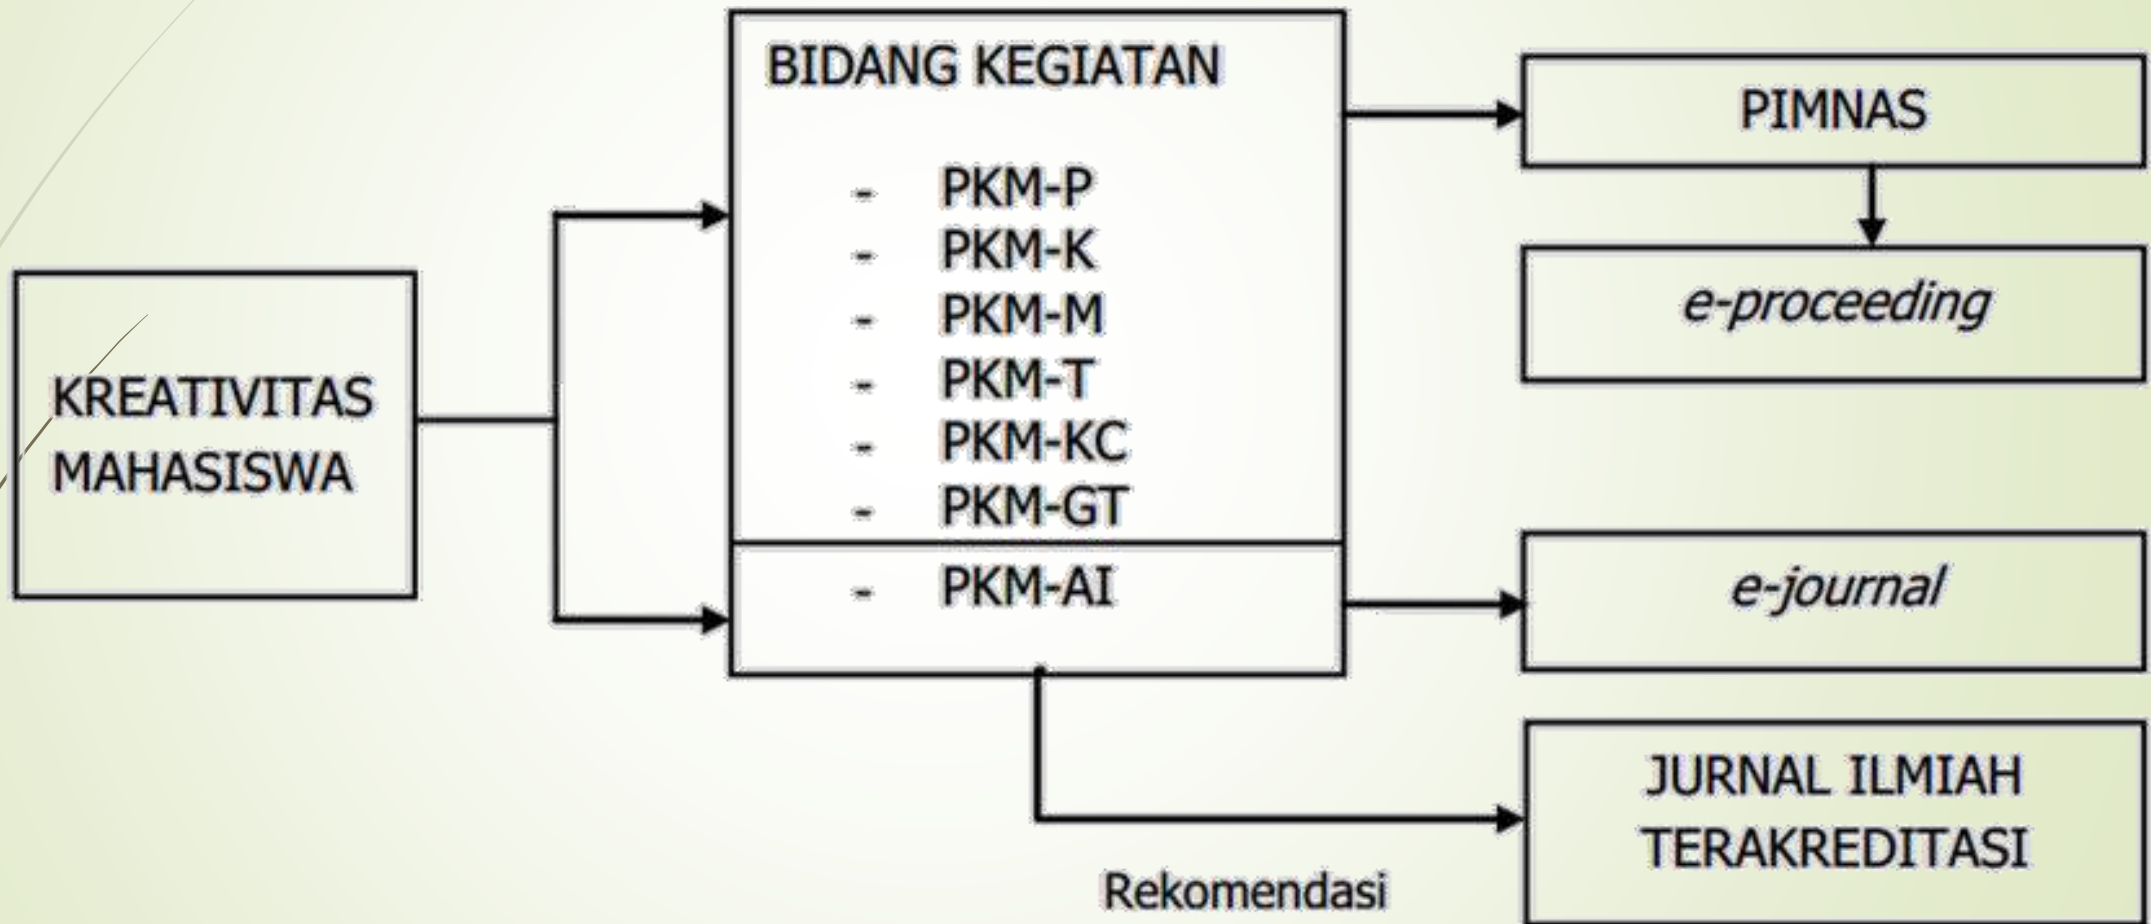 KREATIVITAS
MAHASISWA
BIDANG KEGIATAN
- PKM-P
- PKM-K
- PKM-M
- PKM-T
- PKM-KC
- PKM-GT
- PKM-AI
PIMNAS
e-proceeding
e-journal
JURNAL ILMIAH
TERAKREDITASI
Rekomendasi